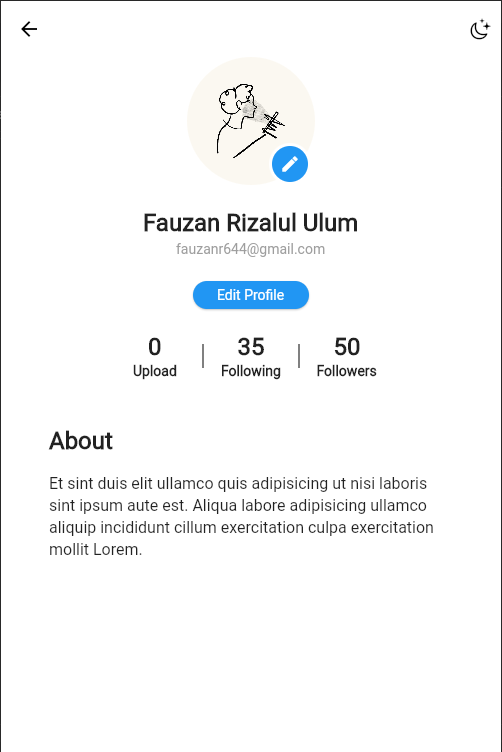 Fauzan Rizalul Ulum
fauzanr644@gmail.com
Edit Profile
0 35 50
Upload Following Followers
About
Et sint duis elit ullamco quis adipisicing ut nisi laboris
sint ipsum aute est. Aliqua labore adipisicing ullamco
aliquip incididunt cillum exercitation culpa exercitation
mollit Lorem.